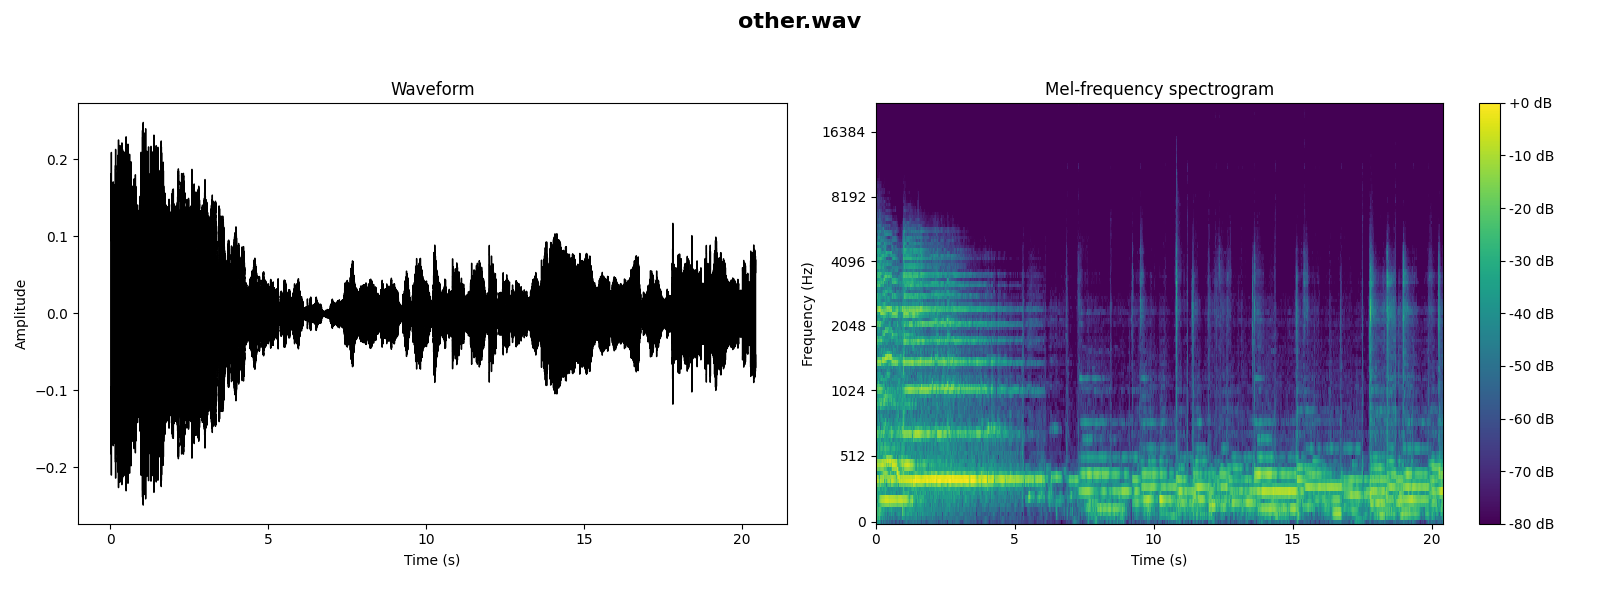 other.wav
Waveform
Amplitude
0.2
0.1
0.0
−0.1
−0.2
0 5 10 15 20
Time (s)
Mel-frequency spectrogram
Frequency (Hz)
16384
8192
4096
2048
1024
512
0
0 5 10 15 20
Time (s)
+0 dB
-10 dB
-20 dB
-30 dB
-40 dB
-50 dB
-60 dB
-70 dB
-80 dB